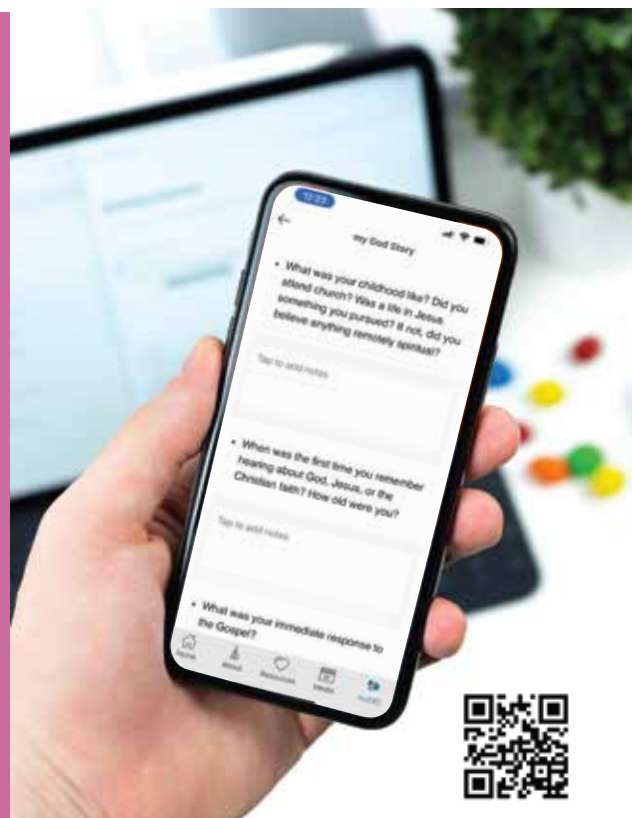 12:23
my God Story
• What was your childhood like? Did you
attend church? Was a life in Jesus
something you pursued? If not, did you
believe anything remotely spiritual?
Tap to add notes
• When was the first time you remember
hearing about God, Jesus, or the
Christian faith? How old were you?
Tap to add notes
• What was your immediate response to
the Gospel?
Home About Resources Media